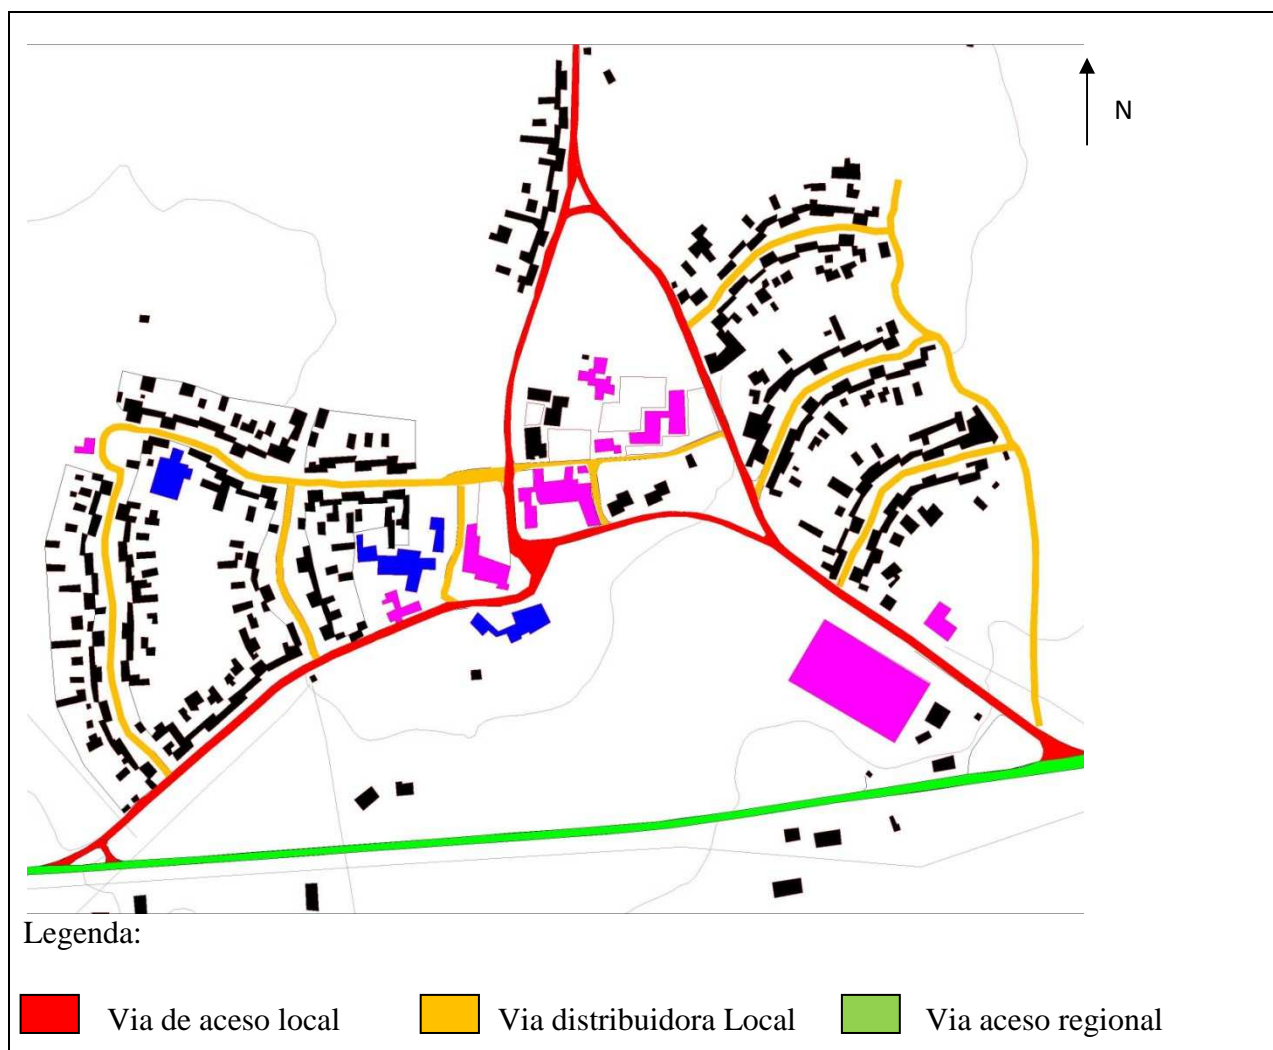 N
Legenda:
Via de aceso local
Via distribuidora Local
Via aceso regional